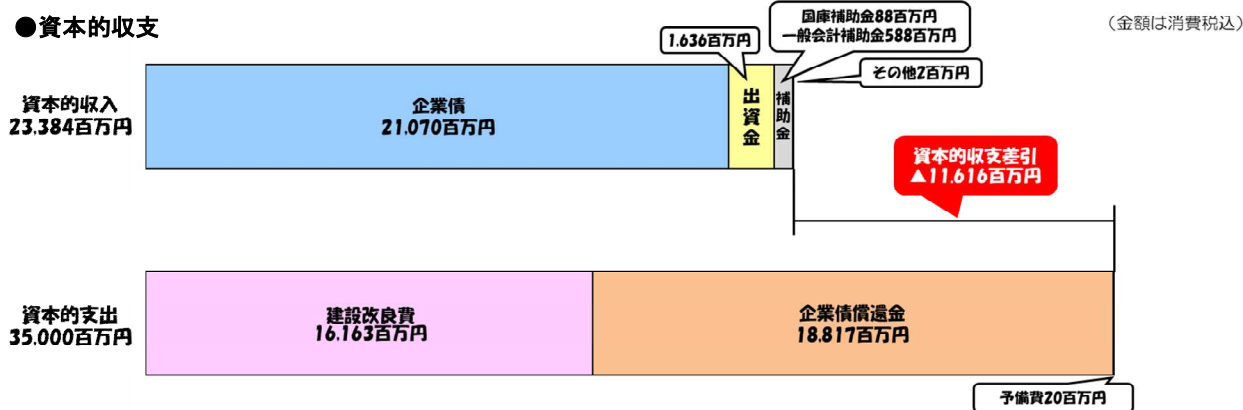 ●資本的収支
（金額は消費税込）
国庫補助金88百万円
一般会計補助金588百万円
1.636百万円
その他2百万円
資本的収入
23.384百万円
企業債
21.070百万円
出資金
補助金
資本的収支差引
▲11.616百万円
資本的支出
35.000百万円
建設改良費
16.163百万円
企業債償還金
18.817百万円
予備費20百万円